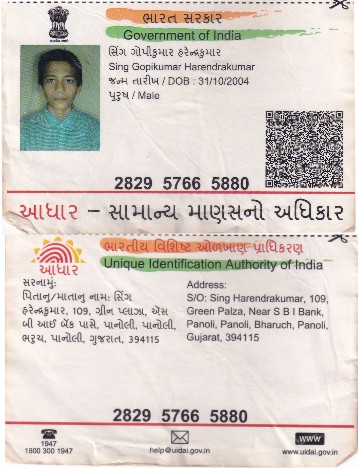 ભારત સરકાર
Government of India
સિંગ ગોપીકુમાર હરેન્દ્રકુમાર
Sing Gopikumar Harendrakumar
જન્મ તારીખ / DOB : 31/10/2004
પુરુષ / Male
2829 5766 5880
આધાર – સામાન્ય માણસનો અધિકાર
ભારતીય વિશિષ્ટ ઓળખાણ પ્રાધિકરણ
Unique Identification Authority of India
આધાર
સરનામું:
પિતાનુ/માતાનુ નામ: સિંગ
હરેન્દ્રકુમાર, 109, ગ્રીન પ્લાઝા, એસ
બી આઈ બેંક પાસે, પાનોલી, પાનોલી,
ભરુચ, પાનોલી, ગુજરાત, 394115
Address:
S/O: Sing Harendrakumar, 109,
Green Palza, Near S B I Bank,
Panoli, Panoli, Bharuch, Panoli,
Gujarat, 394115
2829 5766 5880
1947
1800 300 1947
help@uidai.gov.in
www
www.uidai.gov.in